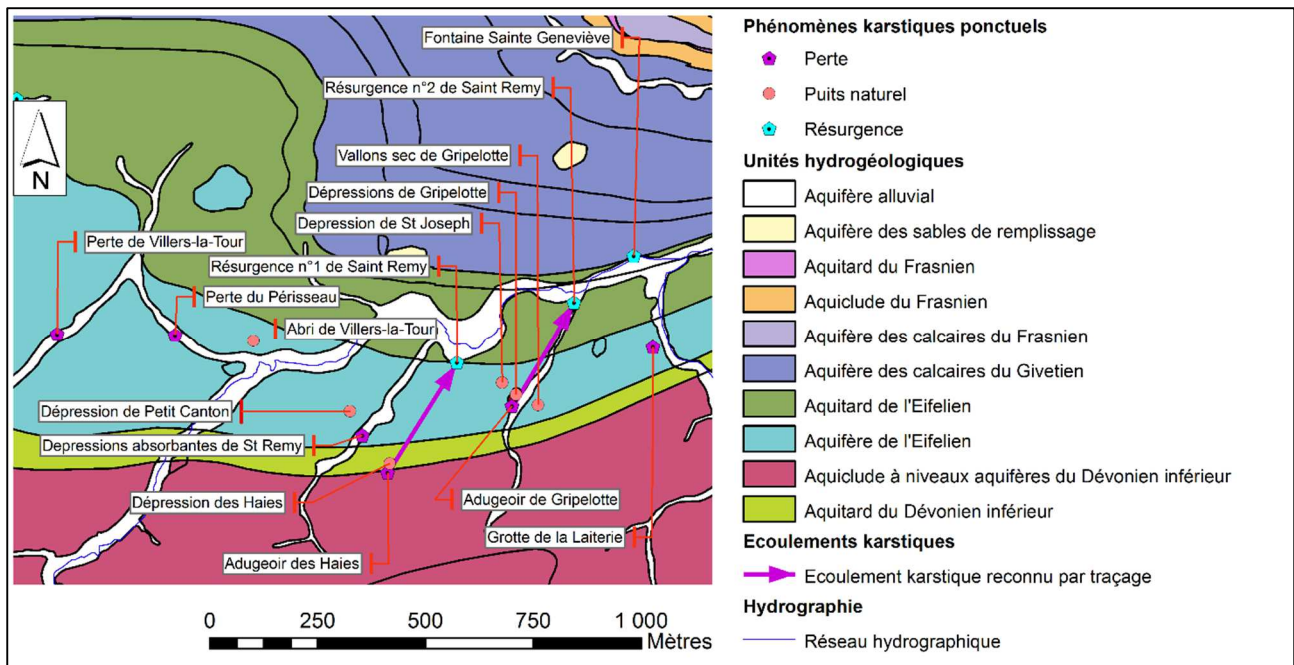 Fontaine Sainte Geneviève
Résurgence n°2 de Saint Remy
Vallons sec de Gripelotte
Dépressions de Gripelotte
Depression de St Joseph
Perte de Villers-la-Tour
Résurgence n°1 de Saint Remy
Perte du Périsseau
Abri de Villers-la-Tour
Dépression de Petit Canton
Depressions absorbantes de St Remy
Dépression des Haies
Adugeoir de Gripelotte
Grotte de la Laiterie
Adugeoir des Haies
N
0 250 500 750 1 000
Mètres
Phénomènes karstiques ponctuels
Perte
Puits naturel
Résurgence
Unités hydrogéologiques
Aquifère alluvial
Aquifère des sables de remplissage
Aquitard du Frasnien
Aquiclude du Frasnien
Aquifère des calcaires du Frasnien
Aquifère des calcaires du Givetien
Aquitard de l'Eifelien
Aquifère de l'Eifelien
Aquiclude à niveaux aquifères du Dévonien inférieur
Aquitard du Dévonien inférieur
Ecoulements karstiques
Ecoulement karstique reconnu par traçage
Hydrographie
Réseau hydrographique